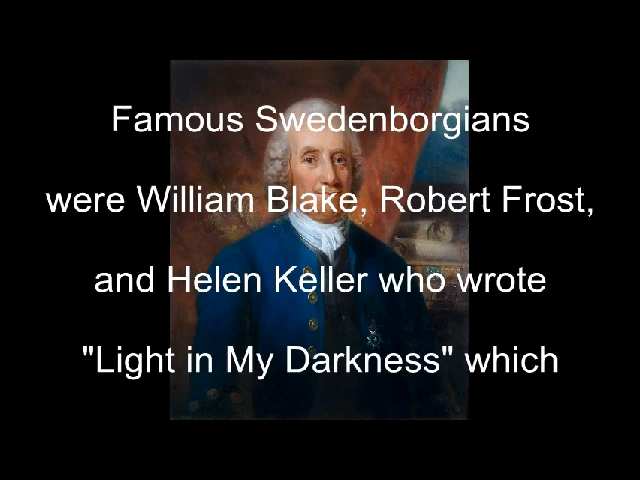 Famous Swedenborgians
were William Blake, Robert Frost,
and Helen Keller who wrote
"Light in My Darkness" which